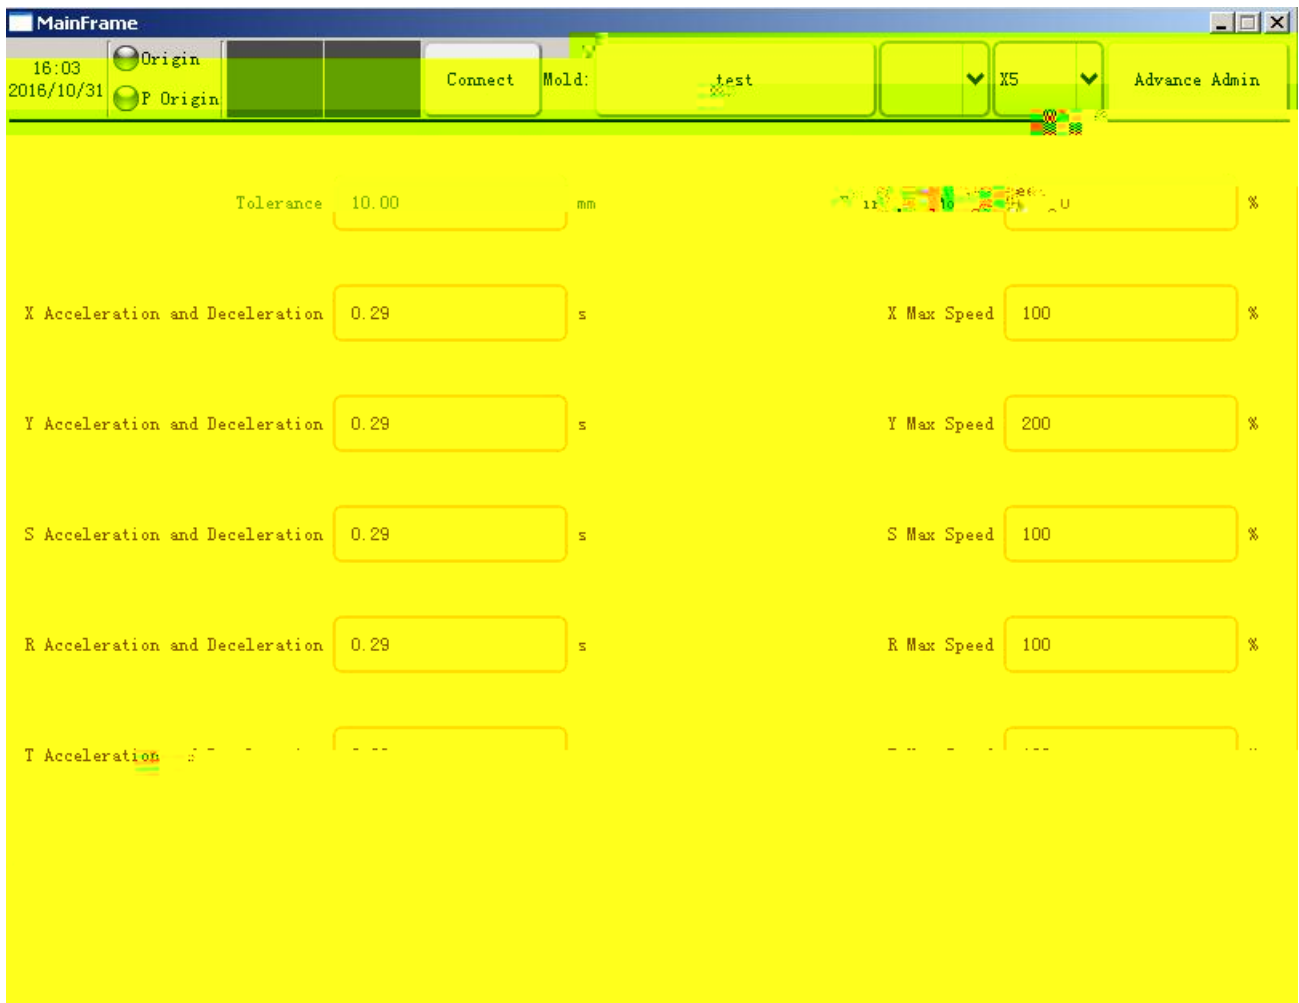 MainFrame
16:03
2016/10/31
Origin
P Origin
Connect
Mold:
test
X5
Advance Admin
Tolerance 10.00 mm
%
X Acceleration and Deceleration 0.29 s
X Max Speed 100 %
Y Acceleration and Deceleration 0.29 s
Y Max Speed 200 %
S Acceleration and Deceleration 0.29 s
S Max Speed 100 %
R Acceleration and Deceleration 0.29 s
R Max Speed 100 %
T Acceleration